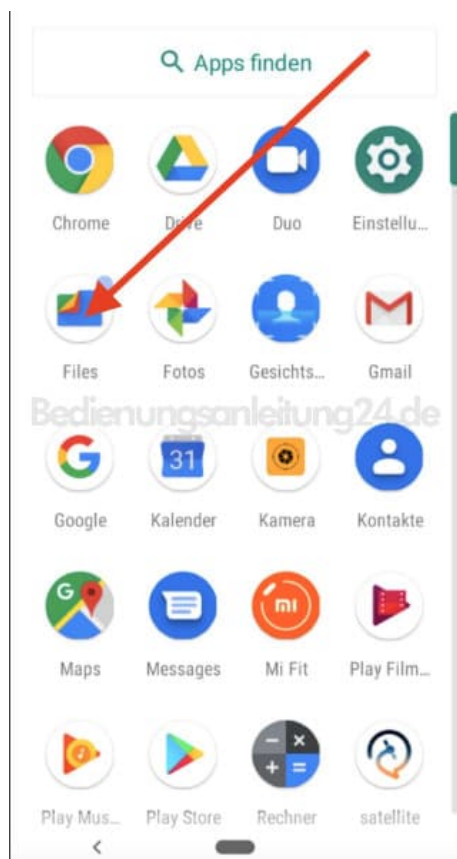 Apps finden
Chrome Drive Duo Einstellu...
Files Fotos Gesichts... Gmail
Bedienungsanleitung24.de
31
Google Kalender Kamera Kontakte
G mi
Maps Messages Mi Fit Play Film...
Play Mus... Play Store Rechner satellite